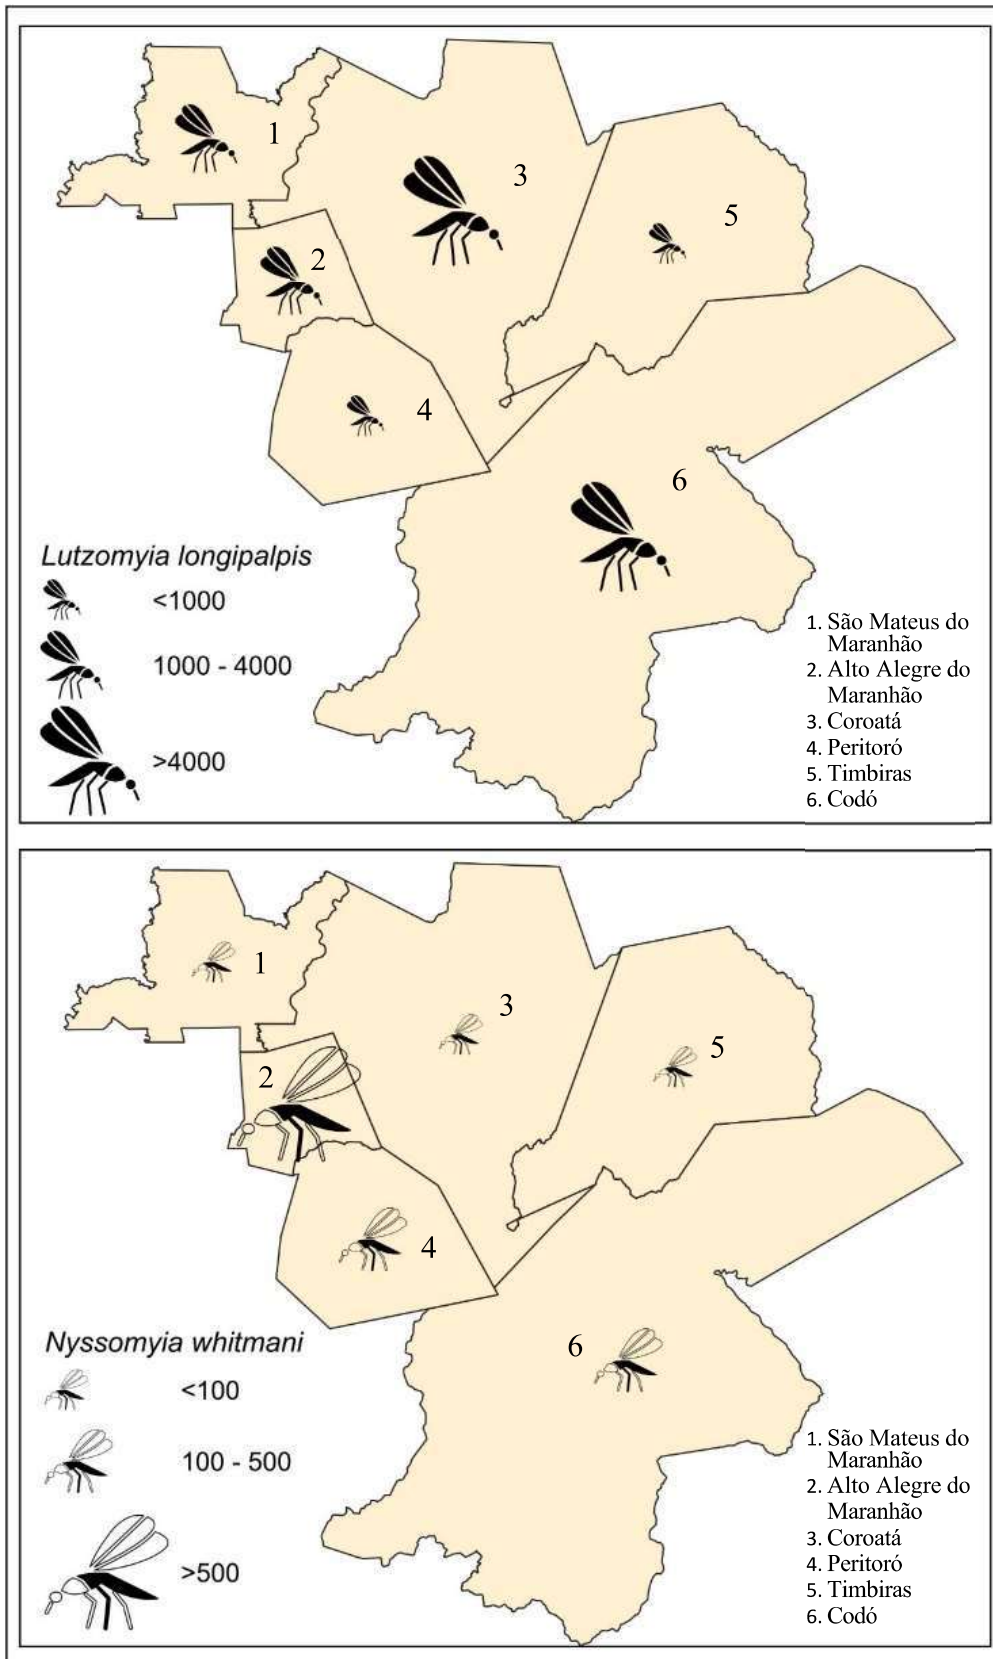 1
3
5
2
4
6
Lutzomyia longipalpis
<1000
1000 - 4000
>4000
1. São Mateus do
Maranhão
2. Alto Alegre do
Maranhão
3. Coroatá
4. Peritoró
5. Timbiras
6. Codó
1
3
5
2
4
6
Nyssomyia whitmani
<100
100 - 500
>500
1. São Mateus do
Maranhão
2. Alto Alegre do
Maranhão
3. Coroatá
4. Peritoró
5. Timbiras
6. Codó